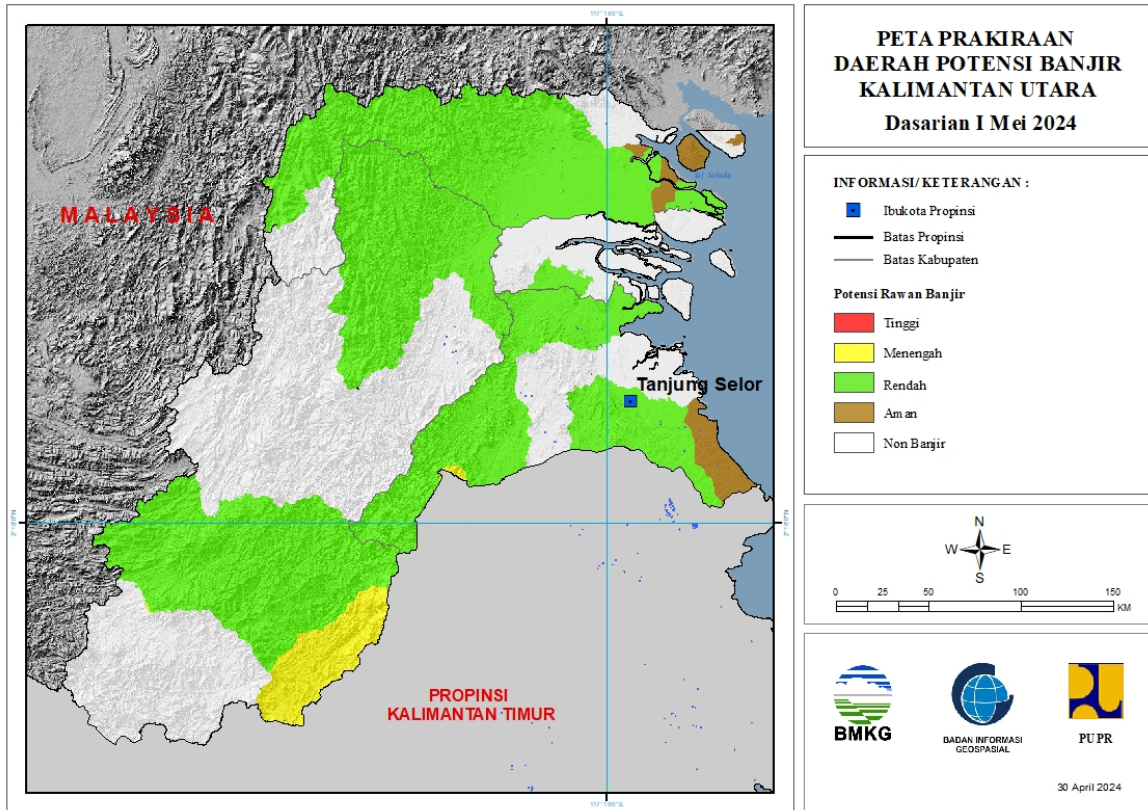 PETA PRAKIRAAN
DAERAH POTENSI BANJIR
KALIMANTAN UTARA
Dasarian I Mei 2024
INFORMASI/ KETERANGAN :
Ibukota Propinsi
Batas Propinsi
Batas Kabupaten
Potensi Rawan Banjir
Tinggi
Menengah
Rendah
Aman
Non Banjir
N
W E
S
0 25 50 100 150
KM
BMKG
BADAN INFORMASI
GEOSPASIAL
PUPR
30 April 2024
MALAYSIA
Tanjung Selor
PROPINSI
KALIMANTAN TIMUR